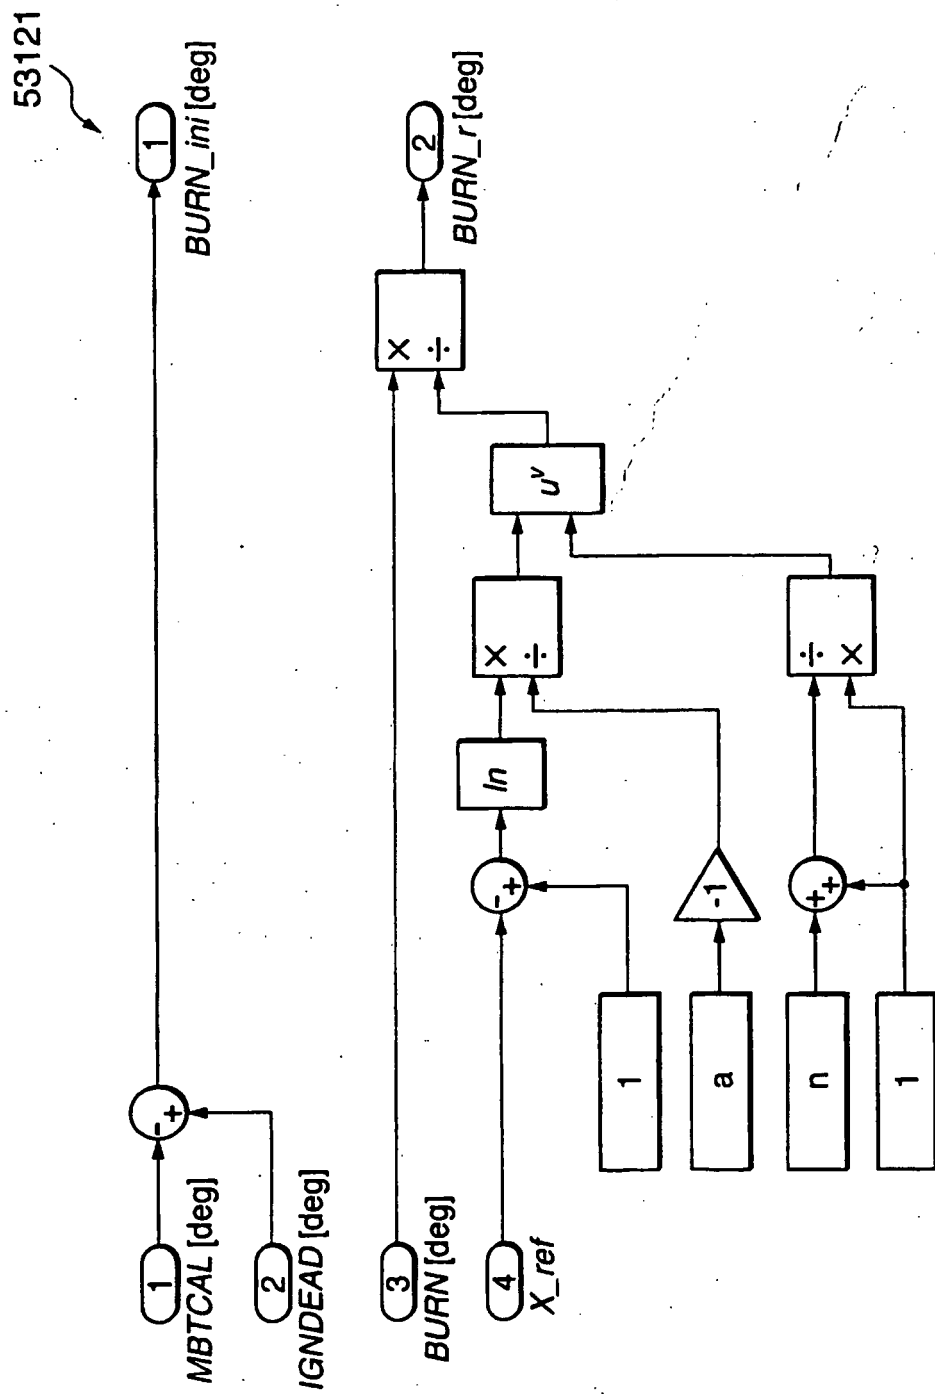 53121
1
MBTCAL [deg]
-
+
1
BURN_ini [deg]
2
IGNDEAD [deg]
3
BURN [deg]
×
÷
2
BURN_r [deg]
4
X_ref
-
+
ln
×
÷
u^v
1
a
-1
n
+
+
÷
×
1